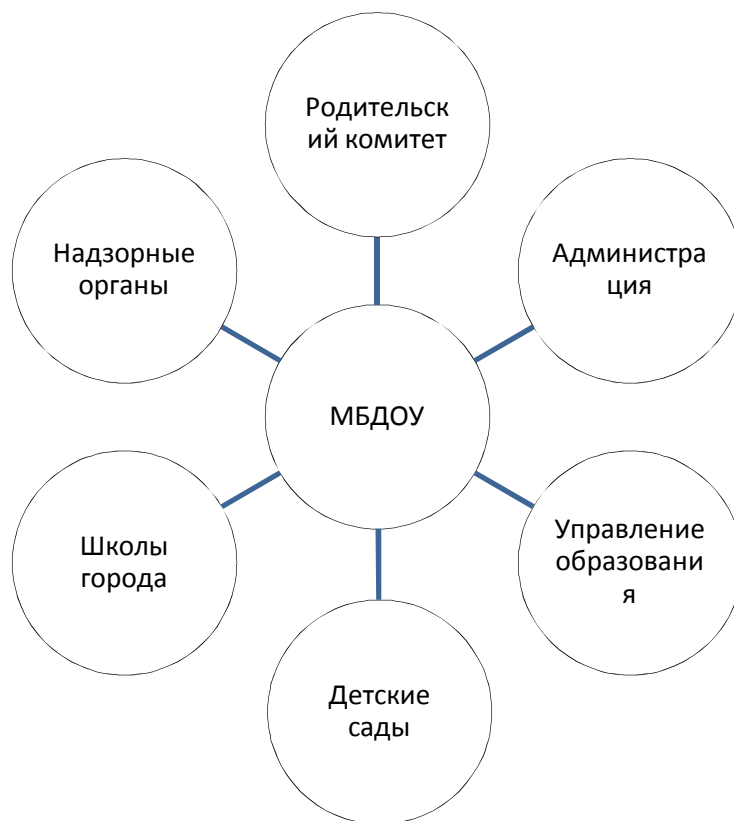 Родительск
ий комитет
Надзорные
органы
Администра
ция
МБДОУ
Школы
города
Управление
образовани
я
Детские
сады